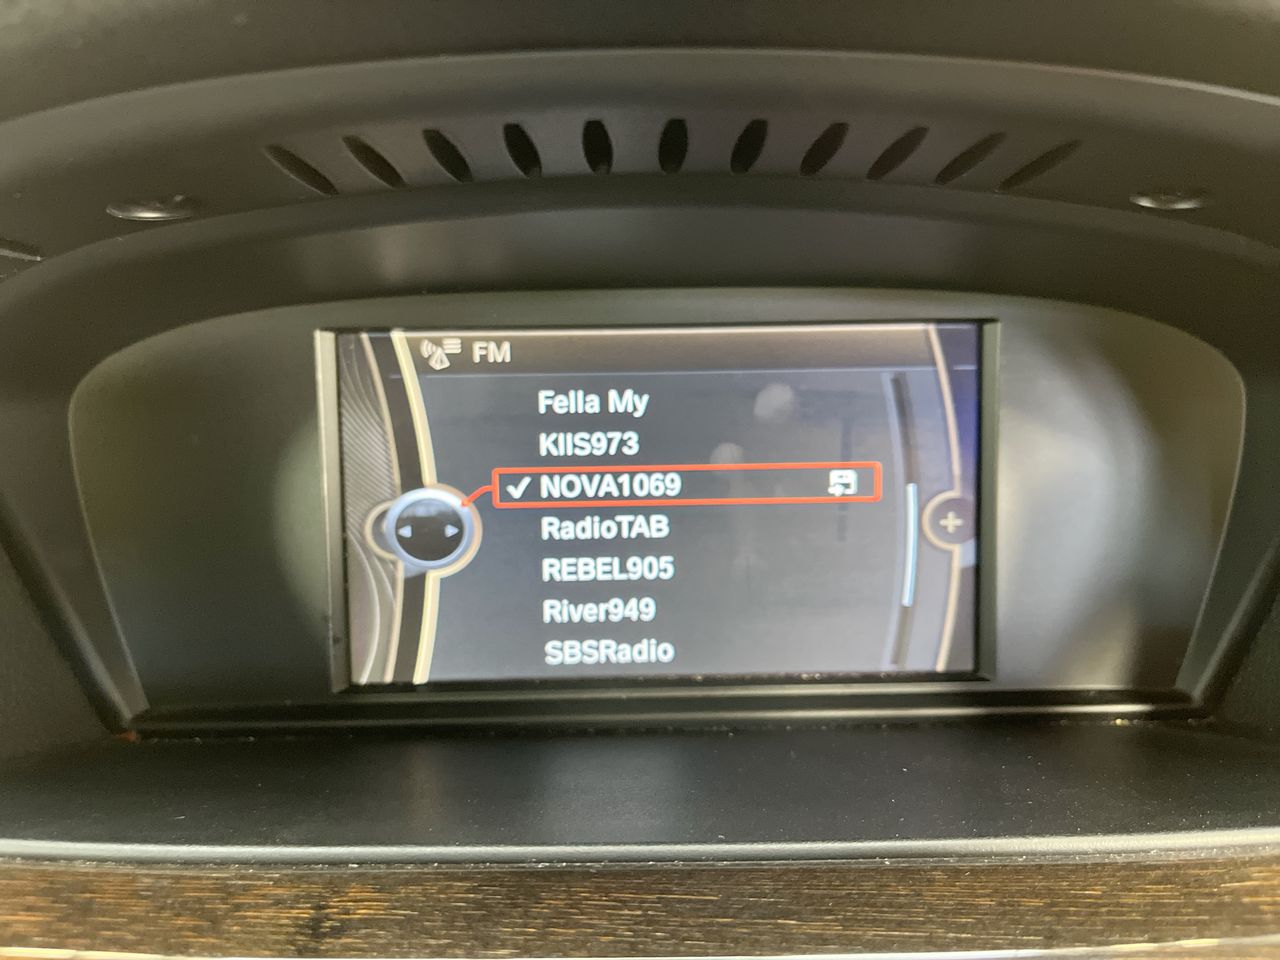 FM
Fella My
KIIS973
NOVA1069
RadioTAB
REBEL905
River949
SBSRadio